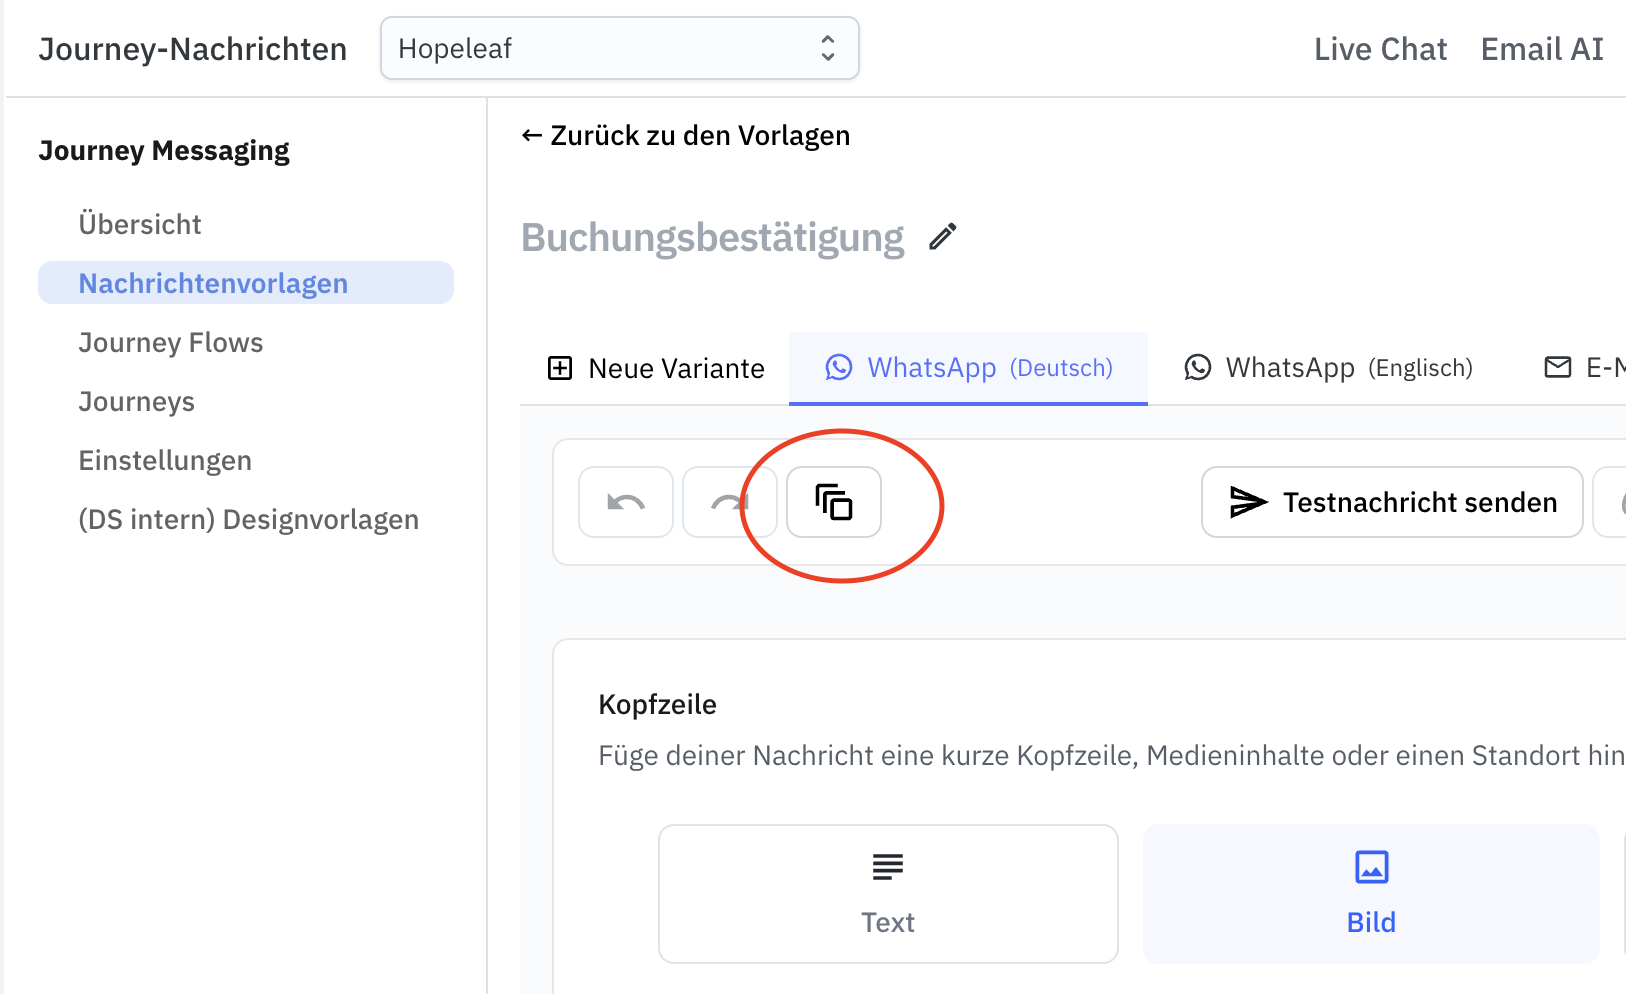 Journey-Nachrichten
Hopeleaf
Live Chat
Email AI
Journey Messaging
Übersicht
Nachrichtenvorlagen
Journey Flows
Journeys
Einstellungen
(DS intern) Designvorlagen
← Zurück zu den Vorlagen
Buchungsbestätigung
Neue Variante
WhatsApp (Deutsch)
WhatsApp (Englisch)
E-M
Testnachricht senden
Kopfzeile
Füge deiner Nachricht eine kurze Kopfzeile, Medieninhalte oder einen Standort hin
Text
Bild